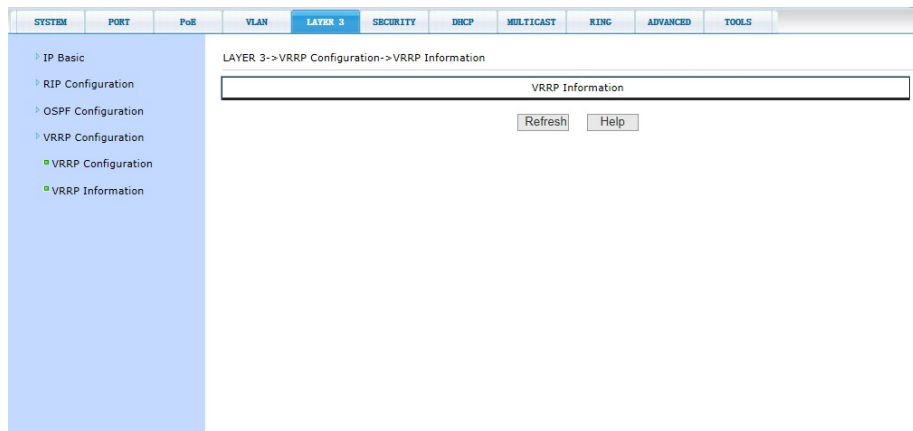 SYSTEM PORT PoE VLAN LAYER 3 SECURITY DHCP MULTICAST RING ADVANCED TOOLS
IP Basic
RIP Configuration
OSPF Configuration
VRRP Configuration
VRRP Configuration
VRRP Information
LAYER 3->VRRP Configuration->VRRP Information
VRRP Information
Refresh Help